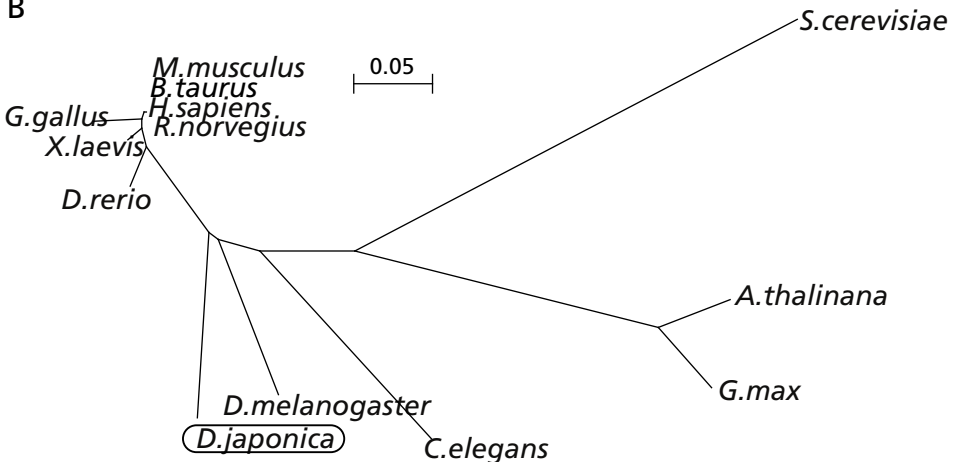 B
S.cerevisiae
M.musculus
0.05
B.taurus
H.sapiens
G.gallus
R.norvegius
X.laevis
D.rerio
A.thalinana
G.max
D.melanogaster
D.japonica
C.elegans